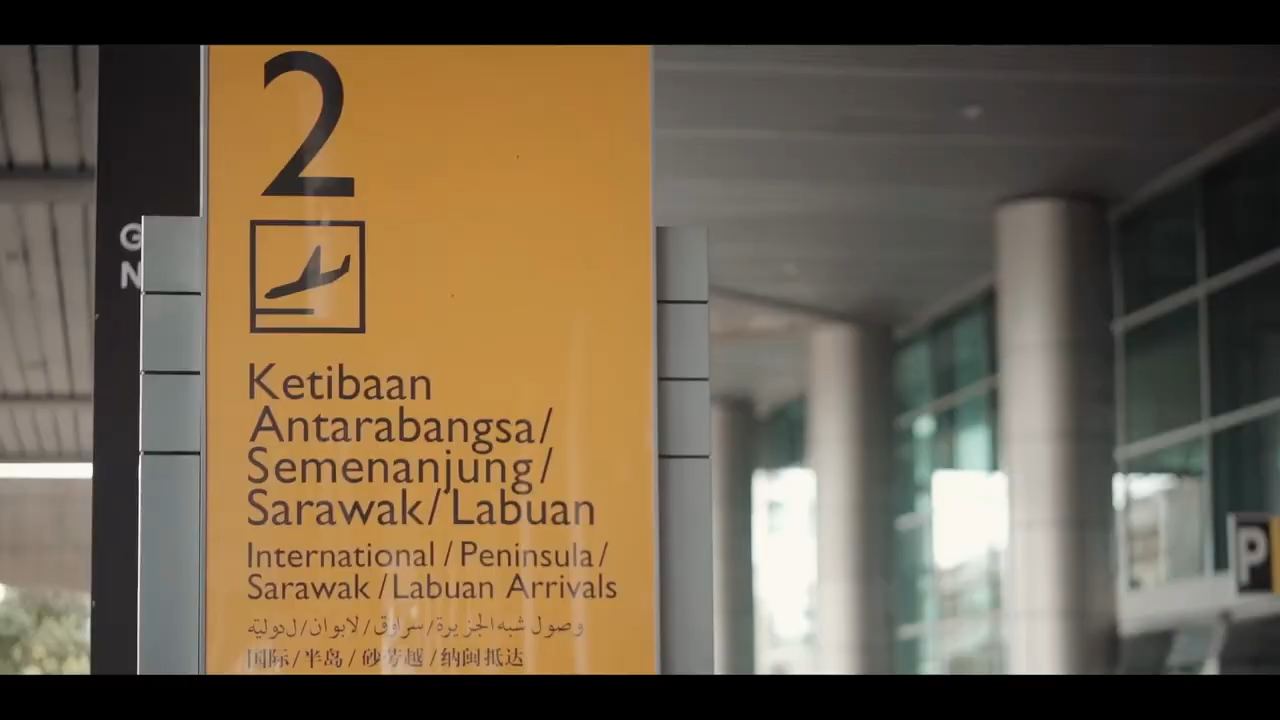 2
G
N
Ketibaan
Antarabangsa/
Semenanjung/
Sarawak/Labuan
International/Peninsula/
Sarawak/Labuan Arrivals
وصول شبه الجزيرة/سراوق/لابوان/لدولية
国际/半岛/砂劳越/纳闽抵达
P